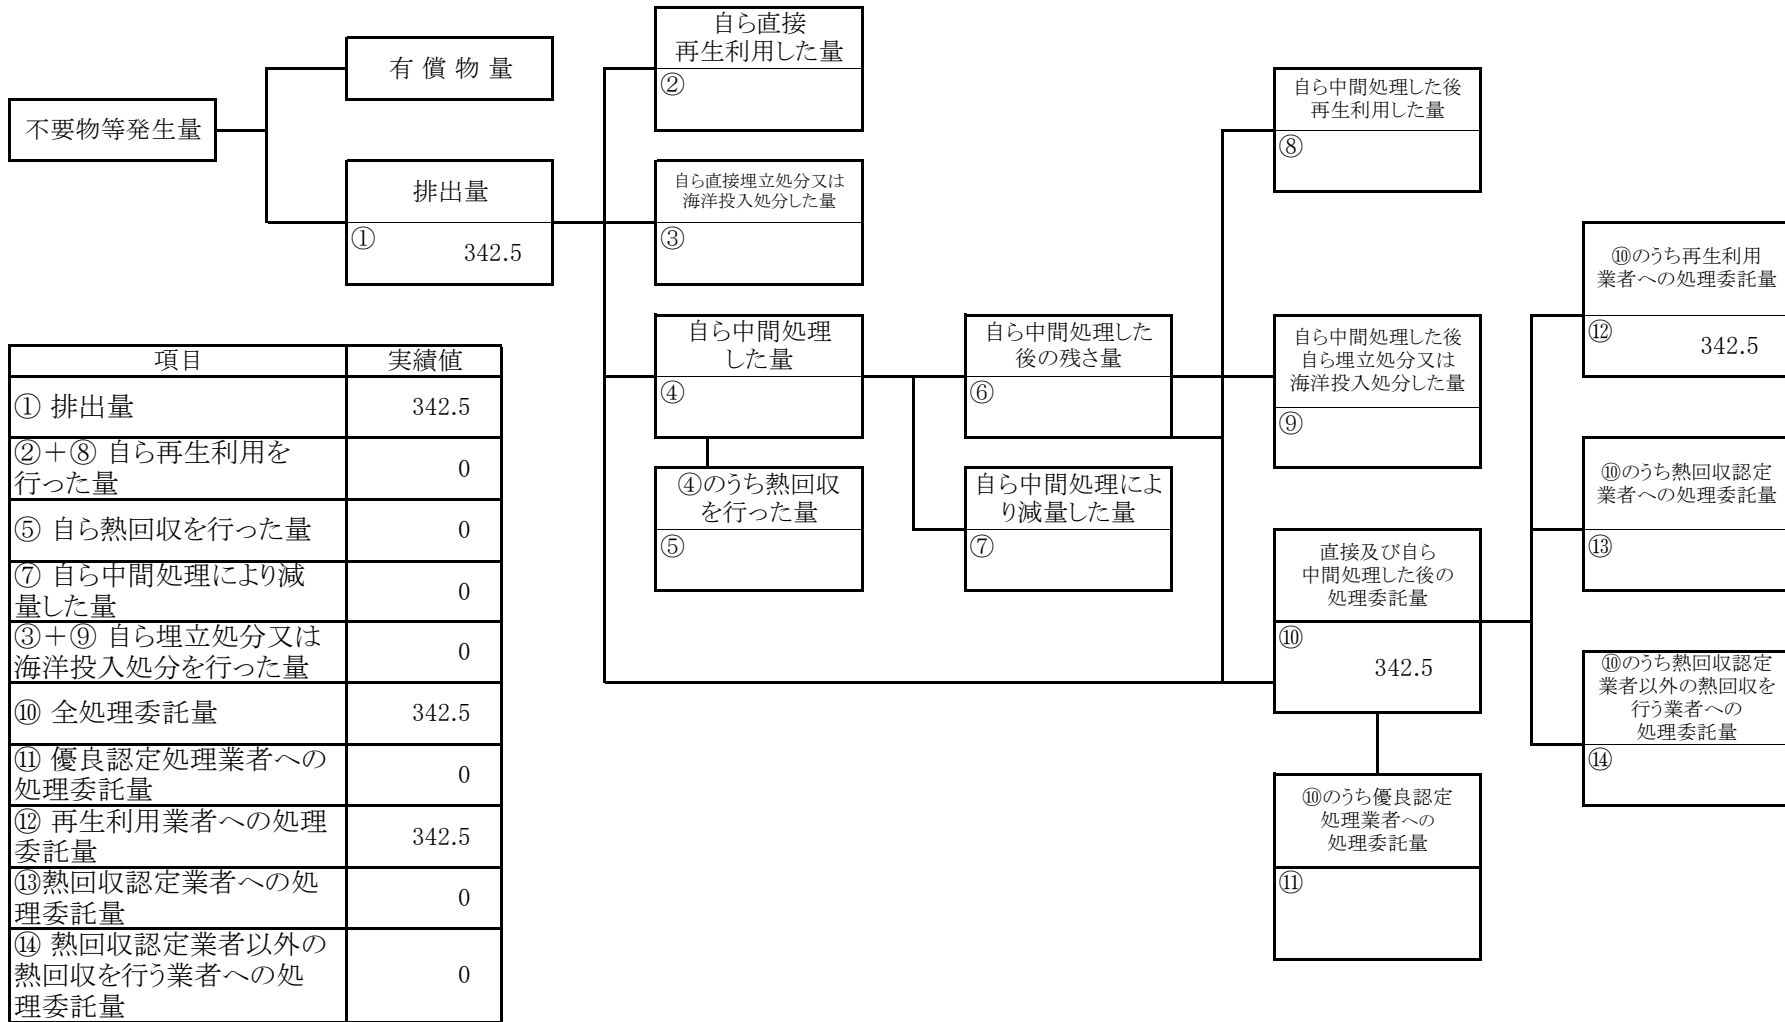 不要物等発生量
有 償 物 量
排出量
①
342.5
自ら直接
再生利用した量
②
自ら直接埋立処分又は
海洋投入処分した量
③
自ら中間処理
した量
④
④のうち熱回収
を行った量
⑤
自ら中間処理した
後の残さ量
⑥
自ら中間処理によ
り減量した量
⑦
自ら中間処理した後
再生利用した量
⑧
自ら中間処理した後
自ら埋立処分又は
海洋投入処分した量
⑨
直接及び自ら
中間処理した後の
処理委託量
⑩
342.5
⑩のうち優良認定
処理業者への
処理委託量
⑪
⑩のうち再生利用
業者への処理委託量
⑫
342.5
⑩のうち熱回収認定
業者への処理委託量
⑬
⑩のうち熱回収認定
業者以外の熱回収を
行う業者への
処理委託量
⑭
項目 実績値
① 排出量 342.5
②＋⑧ 自ら再生利用を
行った量 0
⑤ 自ら熱回収を行った量 0
⑦ 自ら中間処理により減
量した量 0
③＋⑨ 自ら埋立処分又は
海洋投入処分を行った量 0
⑩ 全処理委託量 342.5
⑪ 優良認定処理業者への
処理委託量 0
⑫ 再生利用業者への処理
委託量 342.5
⑬熱回収認定業者への処
理委託量 0
⑭ 熱回収認定業者以外の
熱回収を行う業者への処
理委託量 0